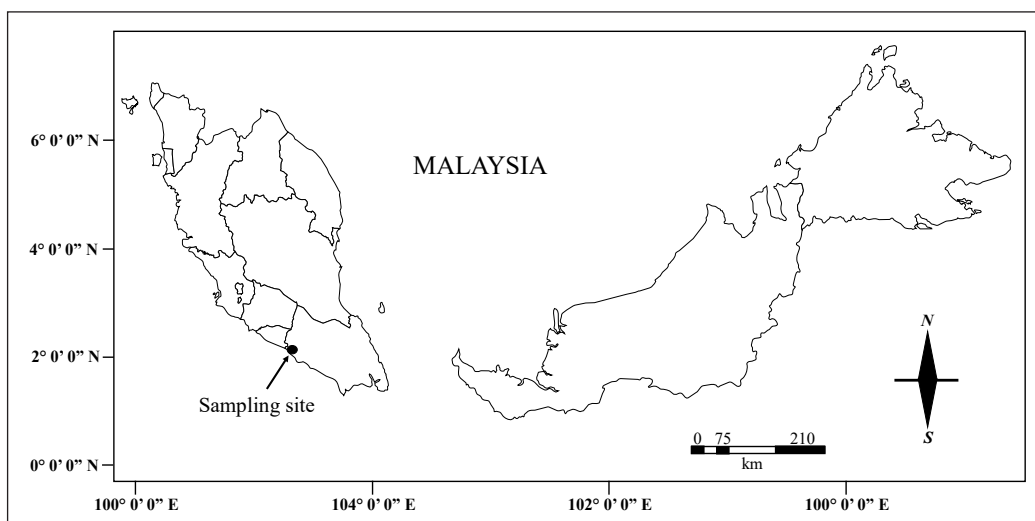 MALAYSIA
6° 0’ 0” N
4° 0’ 0” N
2° 0’ 0” N
0° 0’ 0” N
Sampling site
N
S
0 75 210
km
100° 0’ 0” E 104° 0’ 0” E 102° 0’ 0” E 100° 0’ 0” E